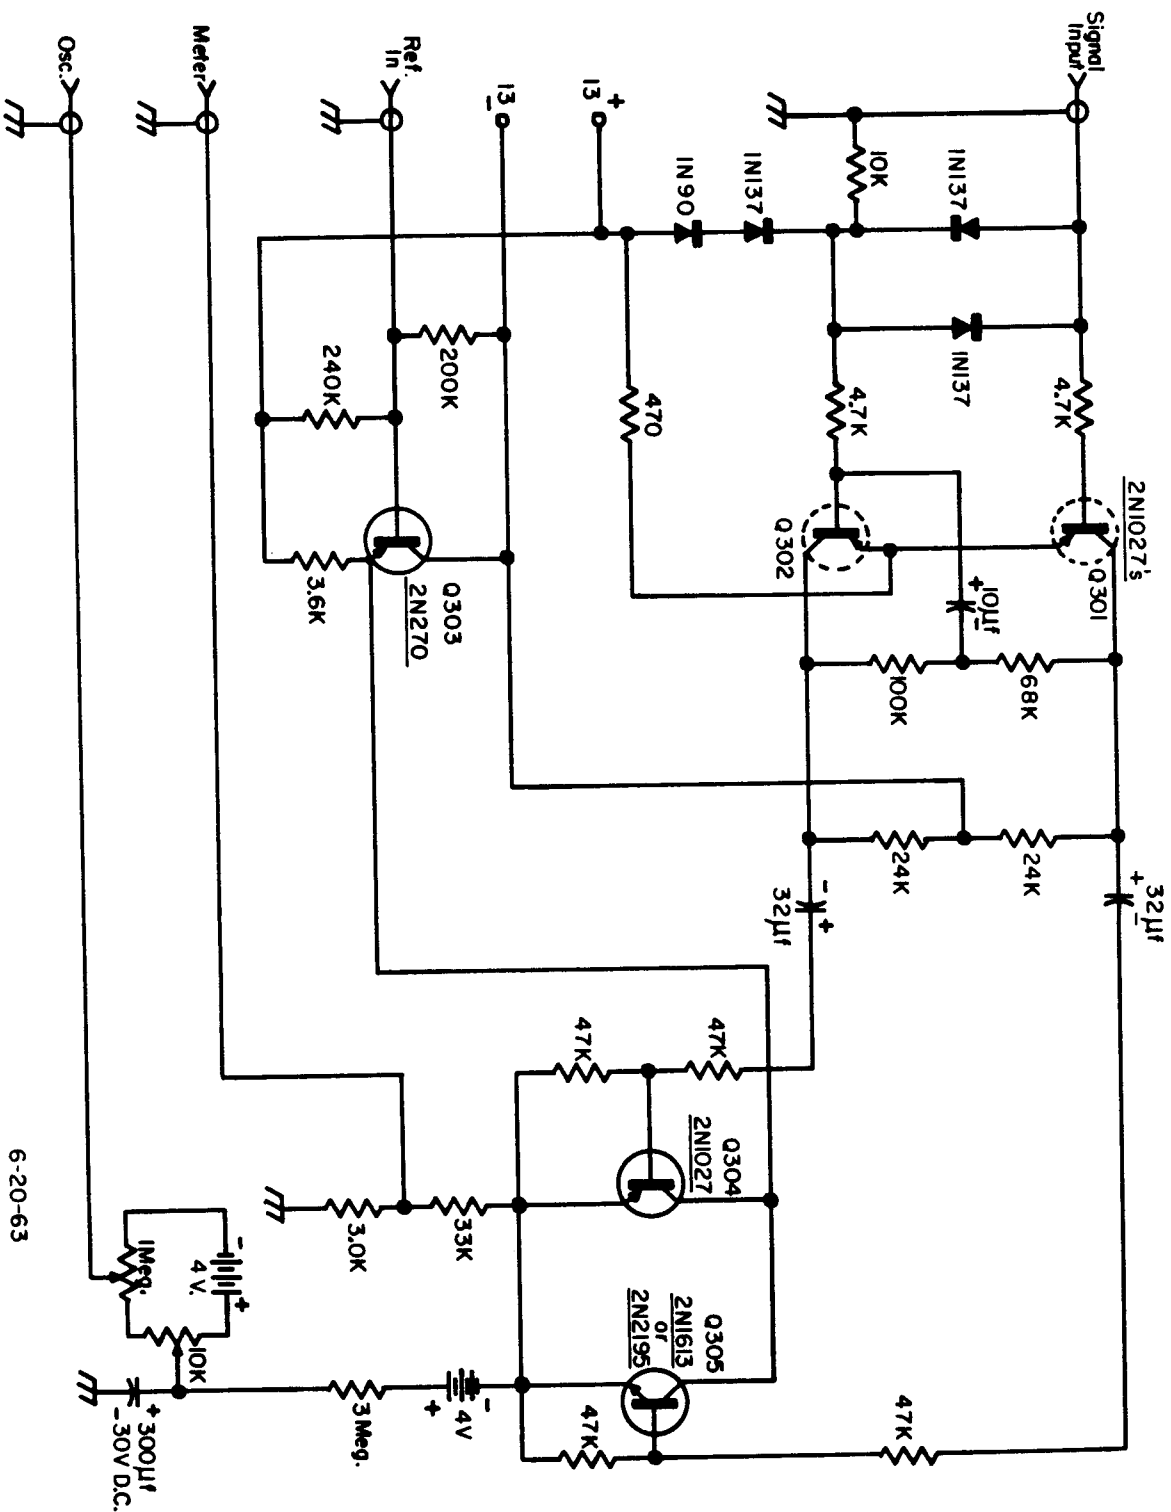 32µf
+ −
2N1027's
Signal
Input
Q301
4.7K
68K
24K
1N137
1N137
10µf
+ −
47K
10K
100K
24K
4.7K
− +
32µf
Q302
1N137
1N90
47K
Q304
2N1027
Q305
2N1613
or
2N2195
470
+
13
47K
47K
13
−
Q303
2N270
200K
−
4V
+
33K
Ref.
In
240K
3.6K
3.0K
3 Meg.
−
4 V.
+
Meter
1Meg.
10K
+ 300µf
− 30V D.C.
Osc.
6-20-63